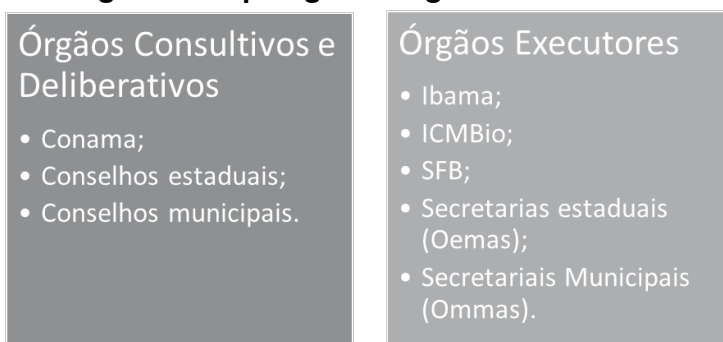 Órgãos Consultivos e
Deliberativos
• Conama;
• Conselhos estaduais;
• Conselhos municipais.
Órgãos Executores
• Ibama;
• ICMBio;
• SFB;
• Secretarias estaduais
(Oemas);
• Secretariais Municipais
(Ommas).